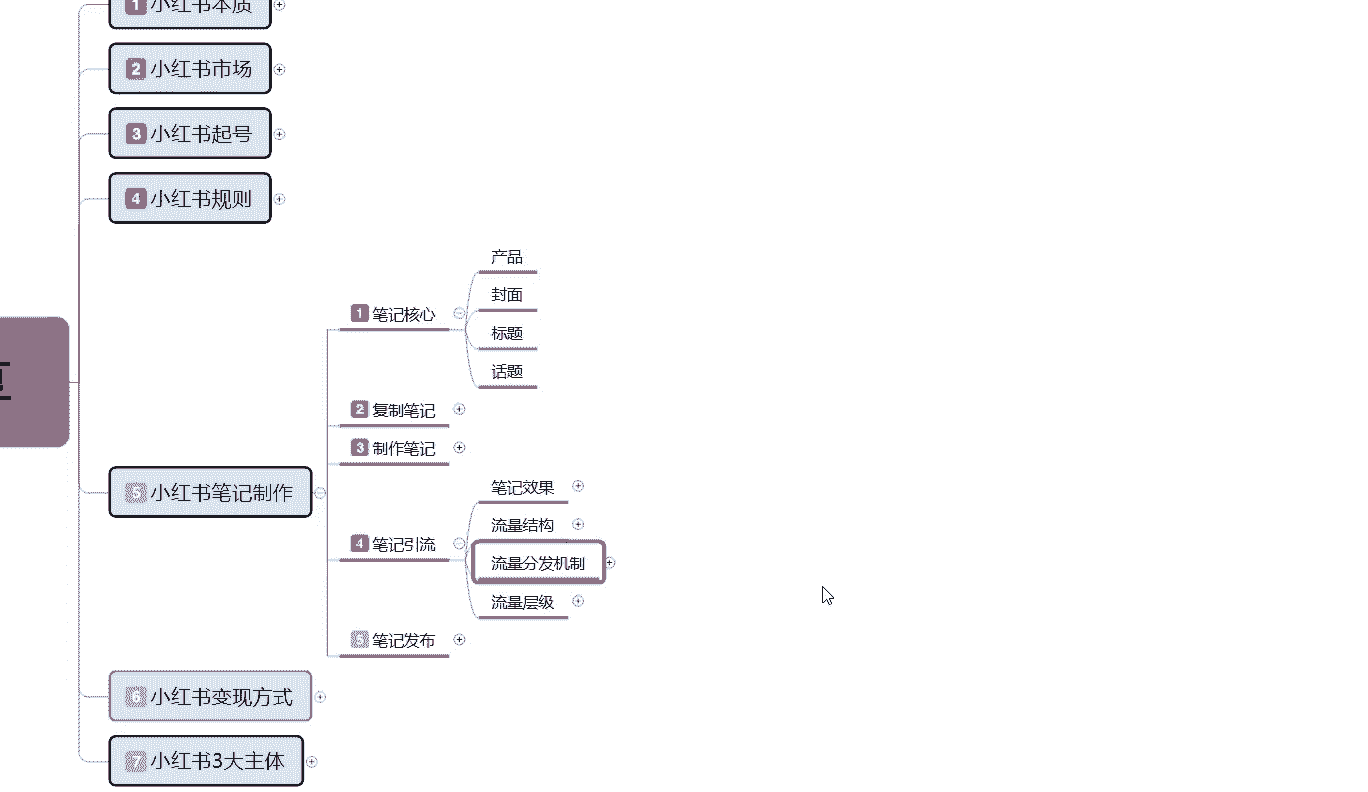 1 小红书本质
2 小红书市场
3 小红书起号
4 小红书规则
5 小红书笔记制作
1 笔记核心
产品
封面
标题
话题
2 复制笔记
3 制作笔记
4 笔记引流
笔记效果
流量结构
流量分发机制
流量层级
5 笔记发布
6 小红书变现方式
7 小红书3大主体